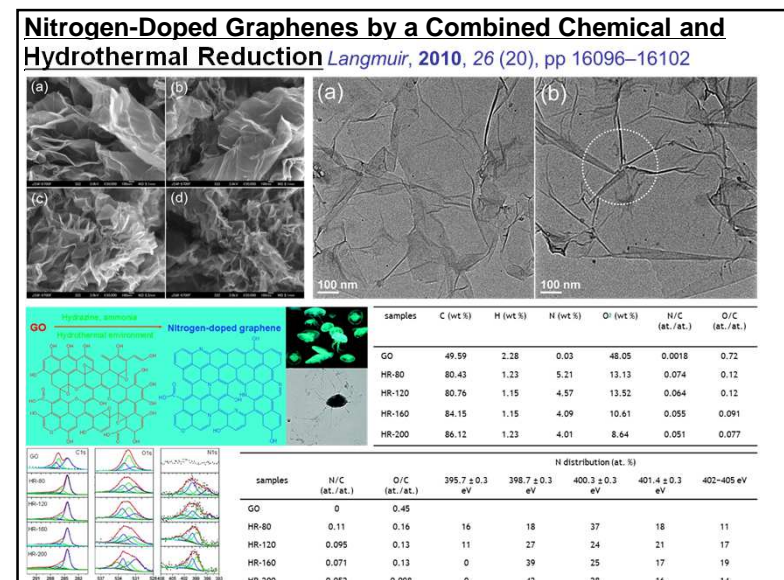 Nitrogen-Doped Graphenes by a Combined Chemical and
Hydrothermal Reduction Langmuir, 2010, 26 (20), pp 16096–16102
(a)
(b)
(c)
(d)
(a)
100 nm
(b)
100 nm
Hydrazine, ammonia
GO
Nitrogen-doped graphene
Hydrothermal environment
samples C (wt %) H (wt %) N (wt %) O (wt %) N/C (at./at.) O/C (at./at.)
GO 49.59 2.28 0.03 48.05 0.0018 0.72
HR-80 80.43 1.23 5.21 13.13 0.074 0.12
HR-120 80.76 1.15 4.57 13.52 0.064 0.12
HR-160 84.15 1.15 4.09 10.61 0.055 0.091
HR-200 86.12 1.23 4.01 8.64 0.051 0.077
C1s O1s N1s
GO
HR-80
HR-120
HR-160
HR-200
N distribution (at. %)
samples N/C (at./at.) O/C (at./at.) 395.7 ± 0.3 eV 398.7 ± 0.3 eV 400.3 ± 0.3 eV 401.4 ± 0.3 eV 402–405 eV
GO 0 0.45
HR-80 0.11 0.16 16 18 37 18 11
HR-120 0.095 0.13 11 27 24 21 17
HR-160 0.071 0.13 0 39 25 17 19